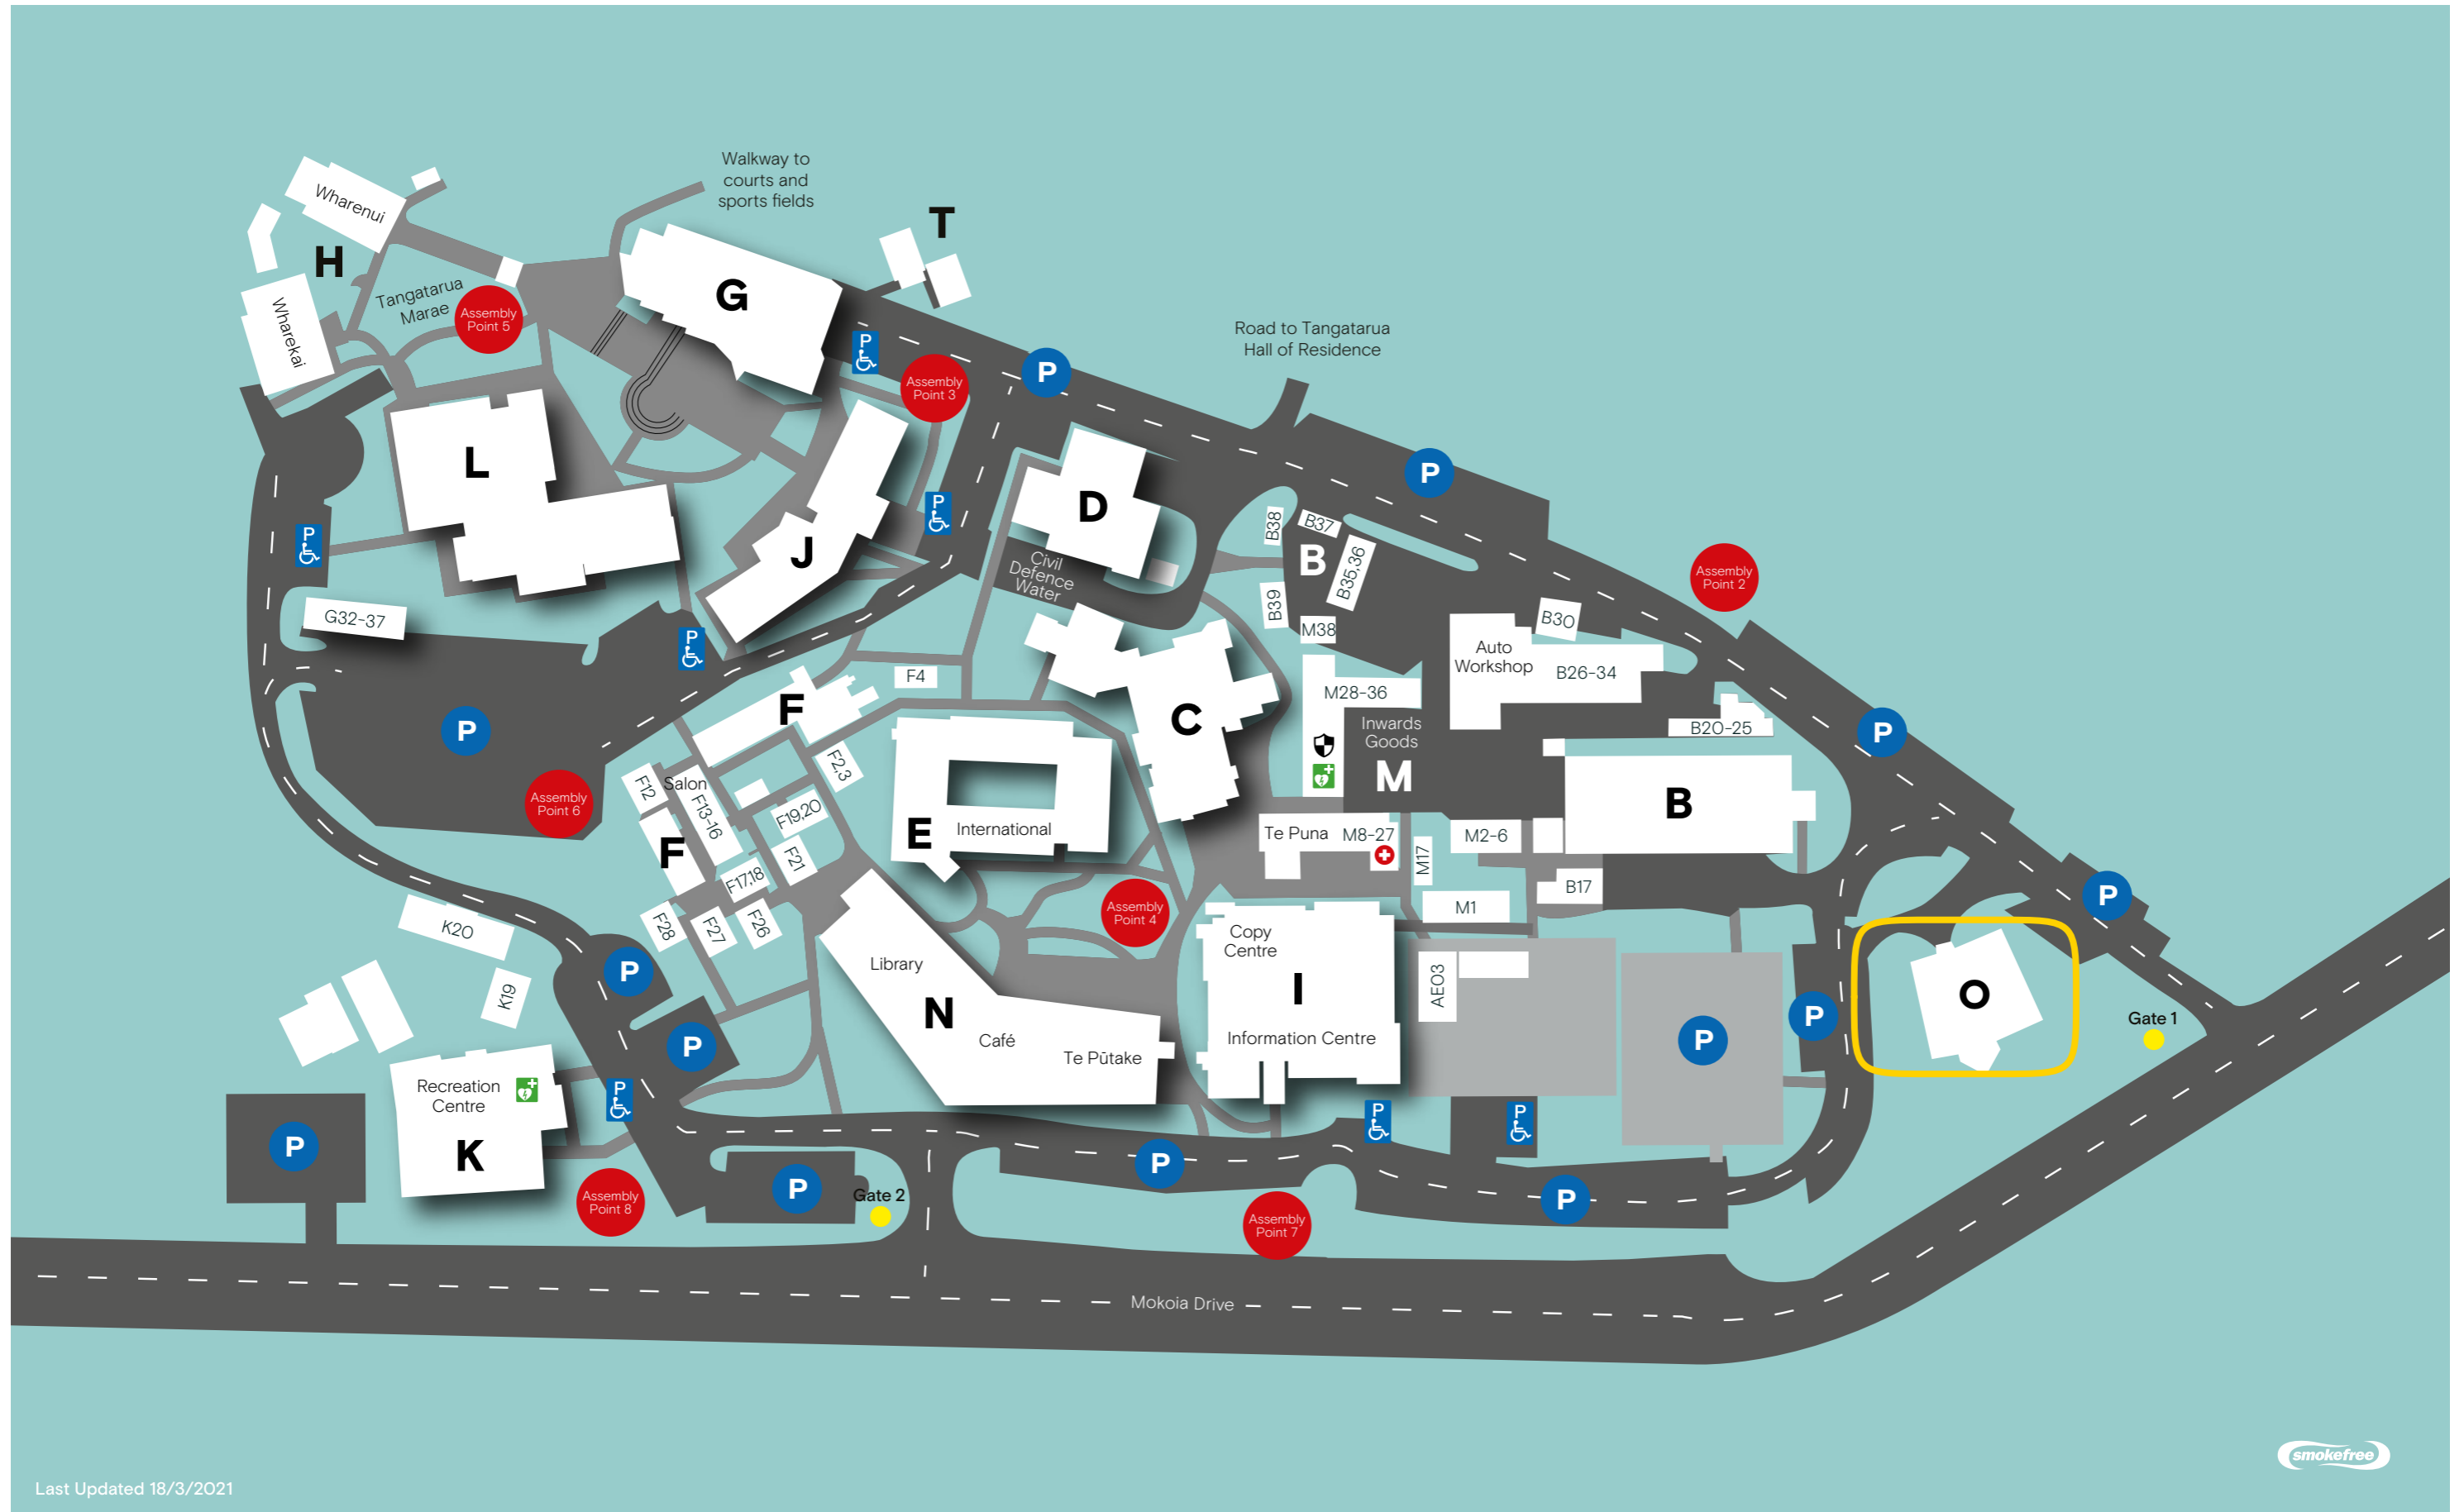 Walkway to
courts and
sports fields
Wharenui
H
T
Wharekai
Tangatarua
Marae
Assembly
Point 5
G
P
Assembly
Point 3
P
Road to Tangatarua
Hall of Residence
P
L
J
P
D
Civil
Defence
Water
B38
B37
B
B35,36
B39
M38
Assembly
Point 2
P
G32-37
P
F4
F
C
M28-36
Inwards
Goods
M
Auto
Workshop
B30
B26-34
B20-25
P
P
Assembly
Point 6
F12
Salon
F13-16
F2,3
F19,20
F
F17,18
F21
E
International
B
Te Puna
M8-27
M17
M2-6
B17
M1
F28
F27
F26
Assembly
Point 4
P
K20
K19
P
P
Library
N
Café
Te Pūtake
Copy
Centre
I
Information Centre
AE03
P
P
O
Gate 1
Recreation
Centre
K
P
P
P
P
P
P
P
P
Gate 2
Assembly
Point 8
Assembly
Point 7
Mokoia Drive
Last Updated 18/3/2021
smokefree